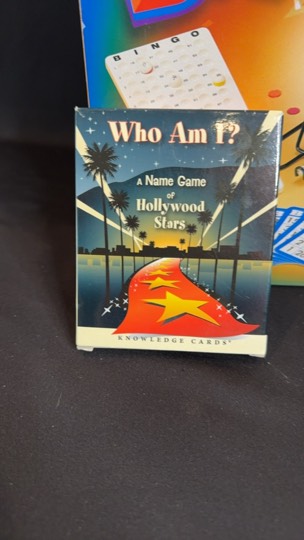 BINGO
Who Am I?
A Name Game
of
Hollywood
Stars
KNOWLEDGE CARDS®